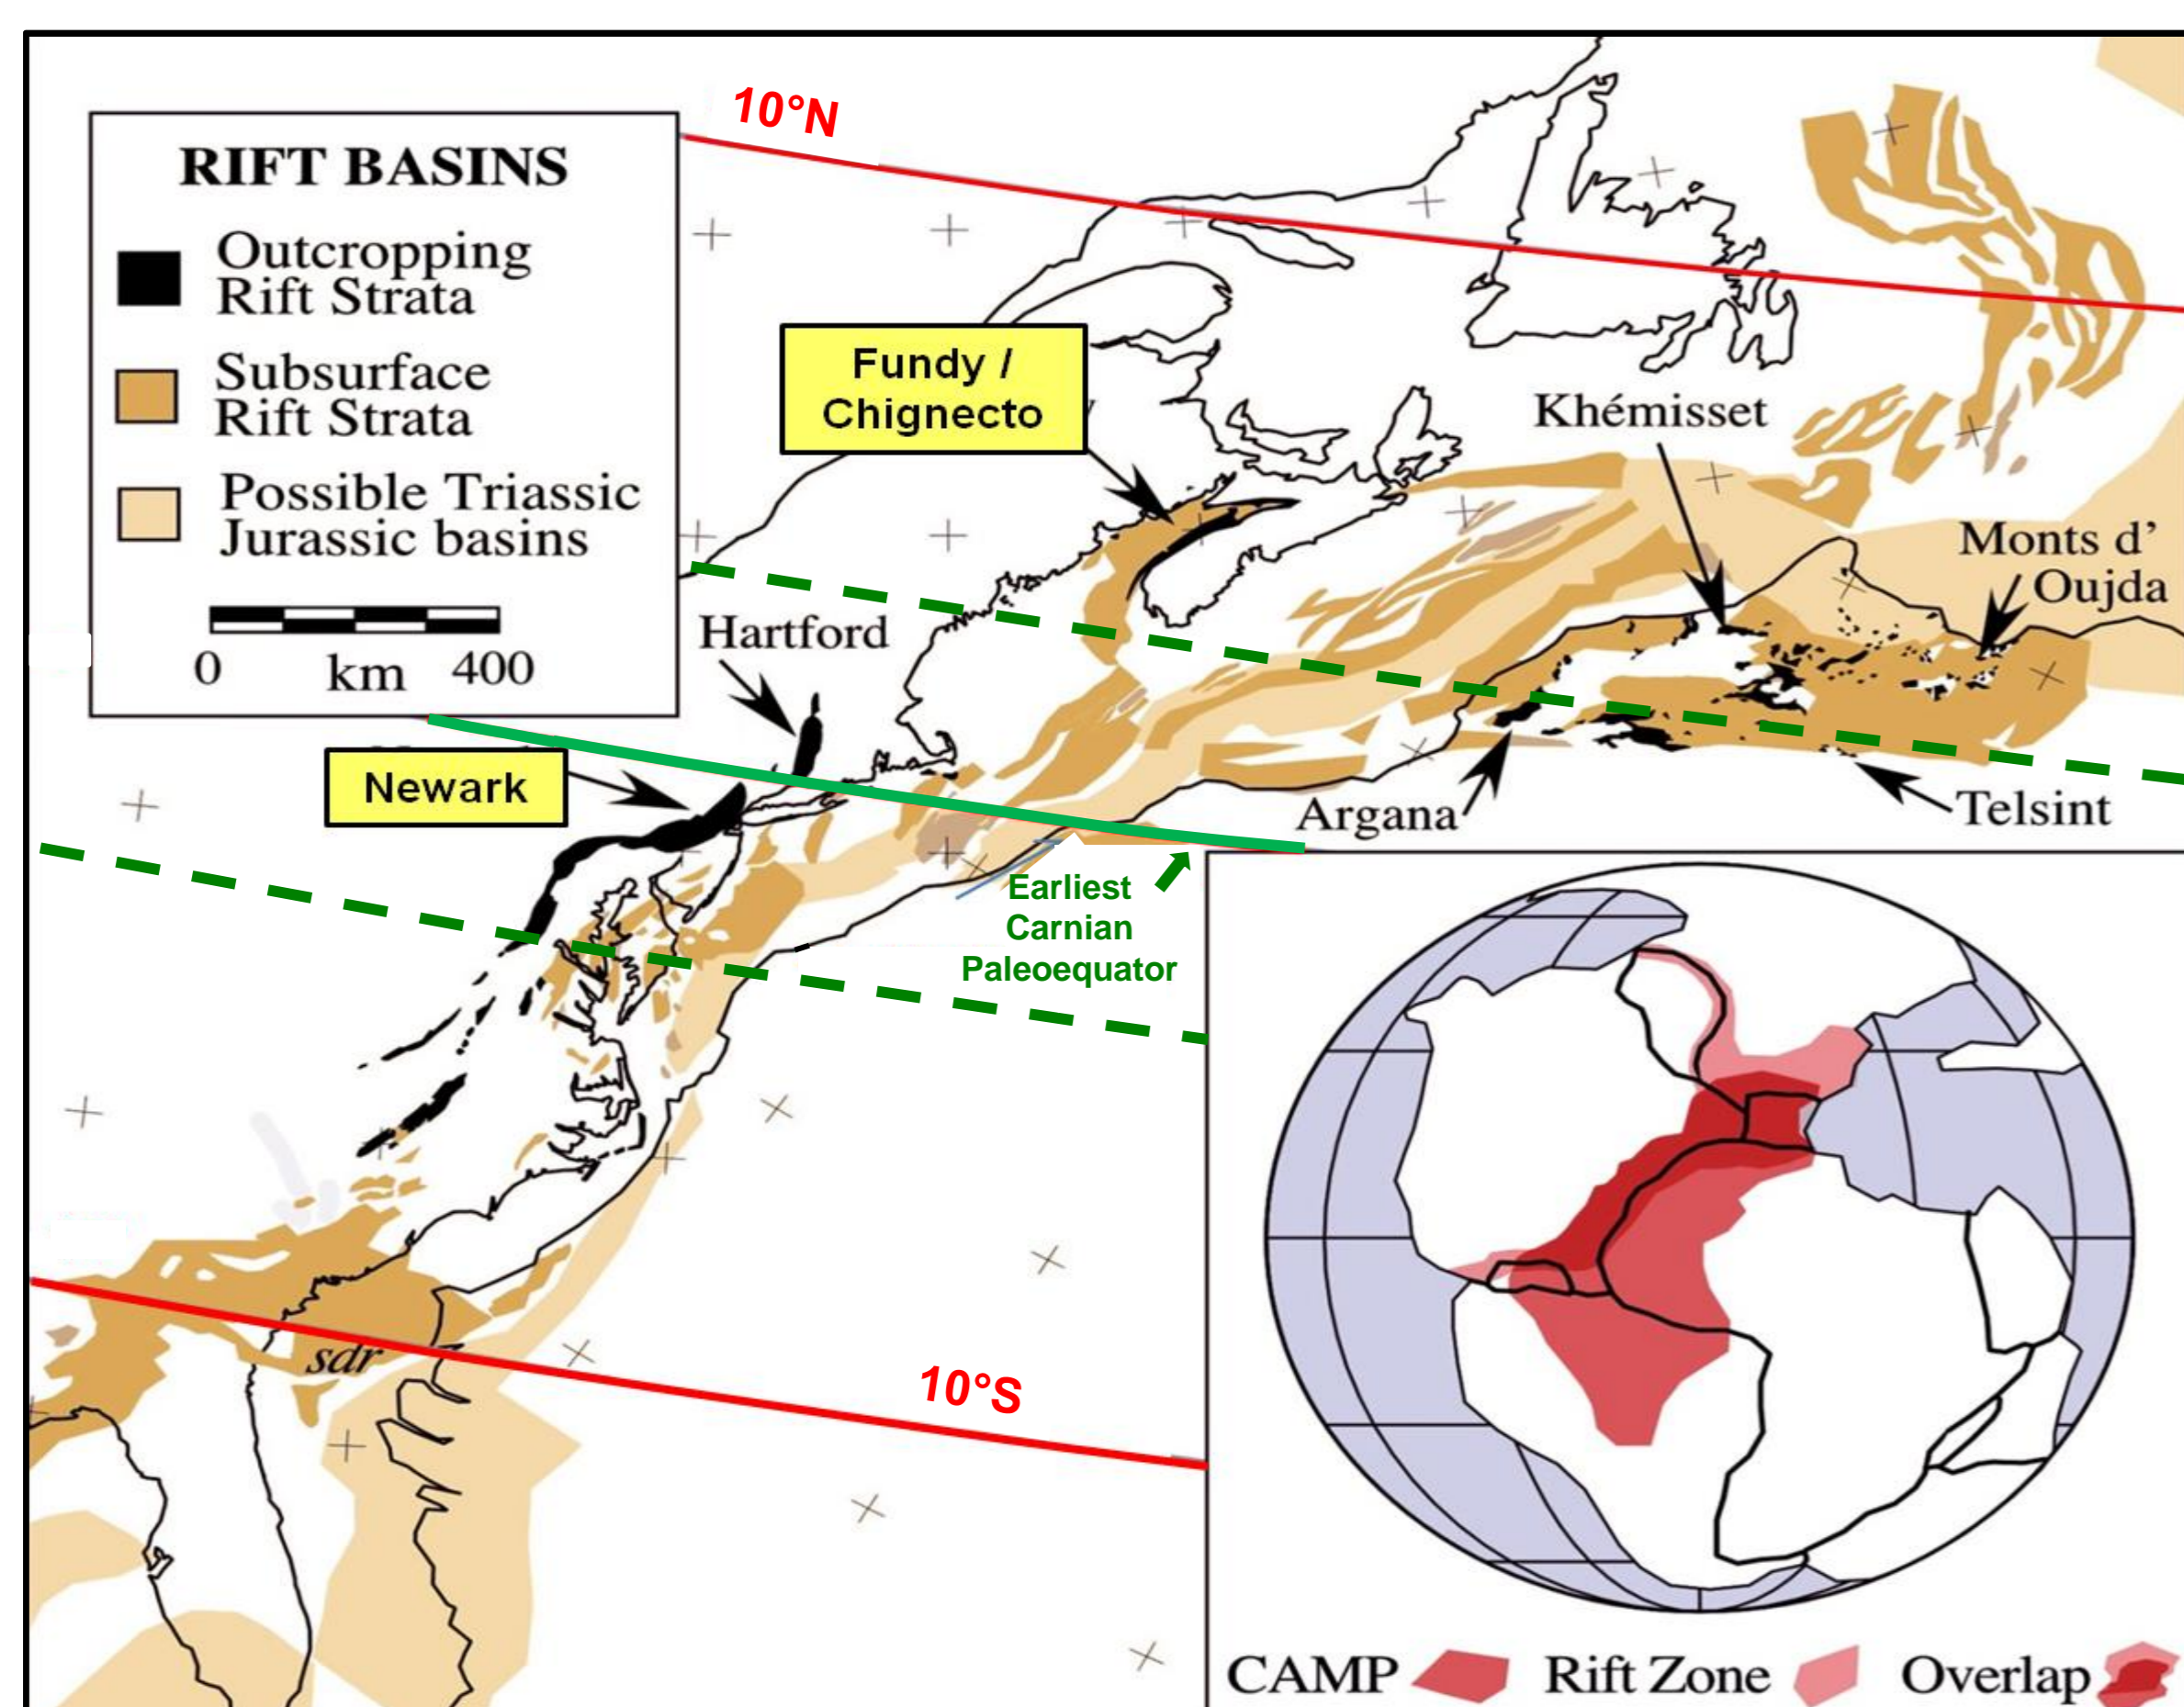 10°N
RIFT BASINS
Outcropping
Rift Strata
Subsurface
Rift Strata
Possible Triassic
Jurassic basins
0 km 400
Fundy /
Chignecto
Khémisset
Monts d'
Oujda
Hartford
Newark
Argana
Telsint
Earliest
Carnian
Paleoequator
sdr
10°S
CAMP
Rift Zone
Overlap